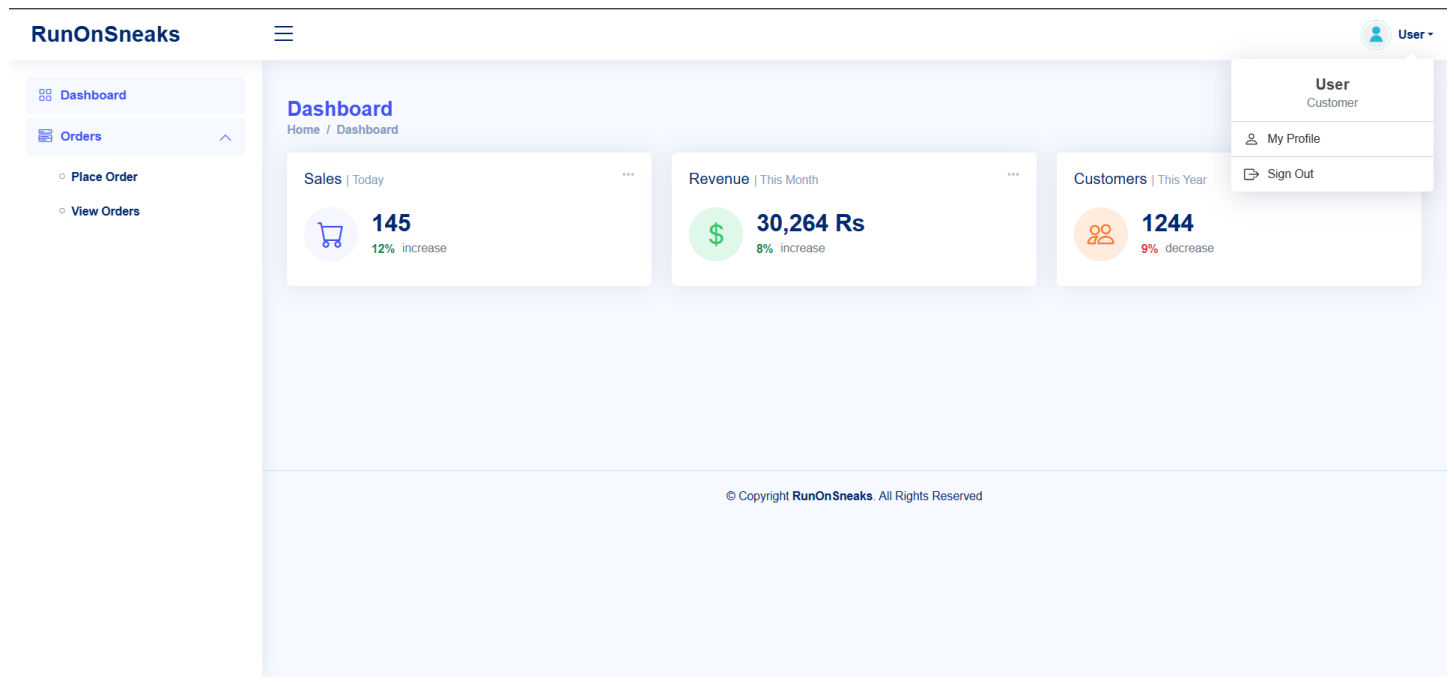 RunOnSneaks
User
Dashboard
Orders
Place Order
View Orders
User
Customer
My Profile
Sign Out
Dashboard
Home / Dashboard
Sales | Today
145
12% increase
Revenue | This Month
$
30,264 Rs
8% increase
Customers | This Year
1244
9% decrease
© Copyright RunOnSneaks. All Rights Reserved